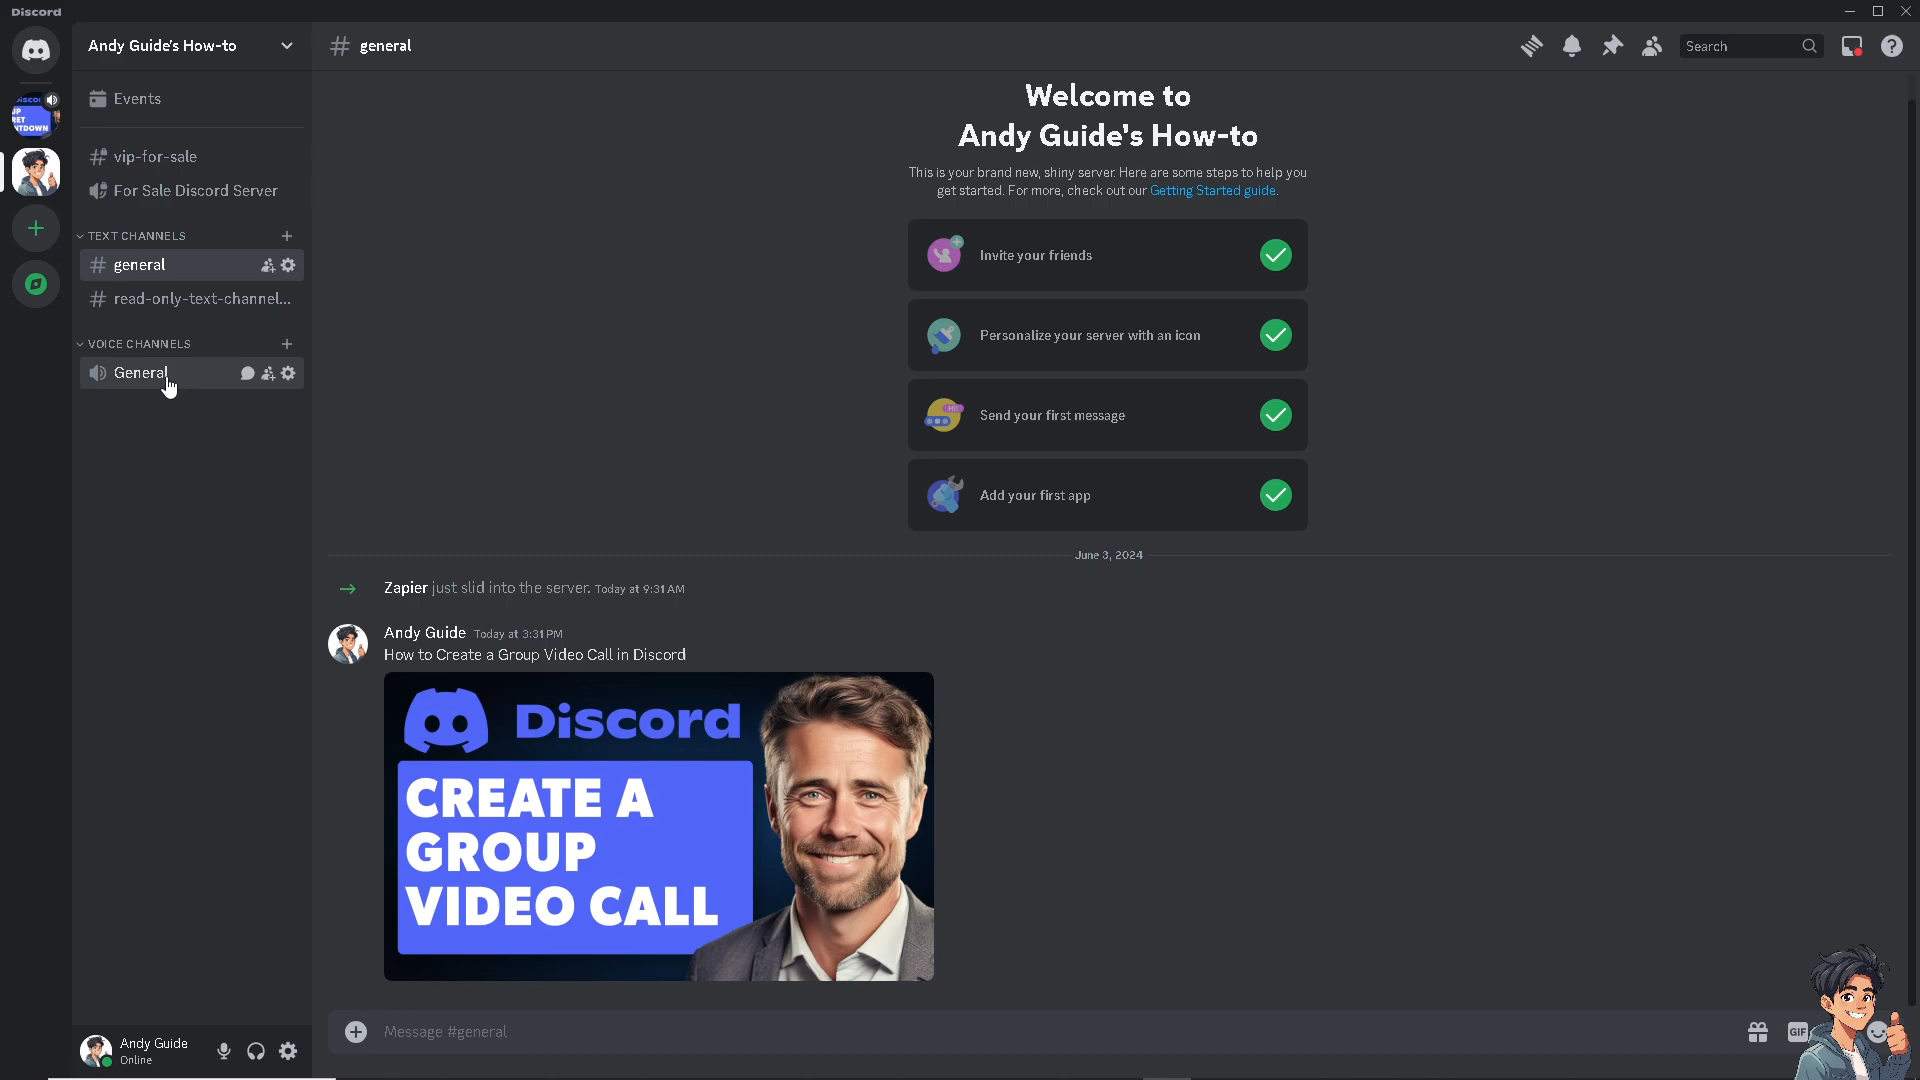 Discord
Andy Guide's How-to
general
Search
Events
vip-for-sale
For Sale Discord Server
TEXT CHANNELS
general
read-only-text-channel...
VOICE CHANNELS
General
Welcome to
Andy Guide's How-to
This is your brand new, shiny server. Here are some steps to help you
get started. For more, check out our Getting Started guide.
Invite your friends
Personalize your server with an icon
Send your first message
Add your first app
June 3, 2024
Zapier just slid into the server. Today at 9:31 AM
Andy Guide Today at 3:31 PM
How to Create a Group Video Call in Discord
Discord
CREATE A
GROUP
VIDEO CALL
Message #general
GIF
Andy Guide
Online